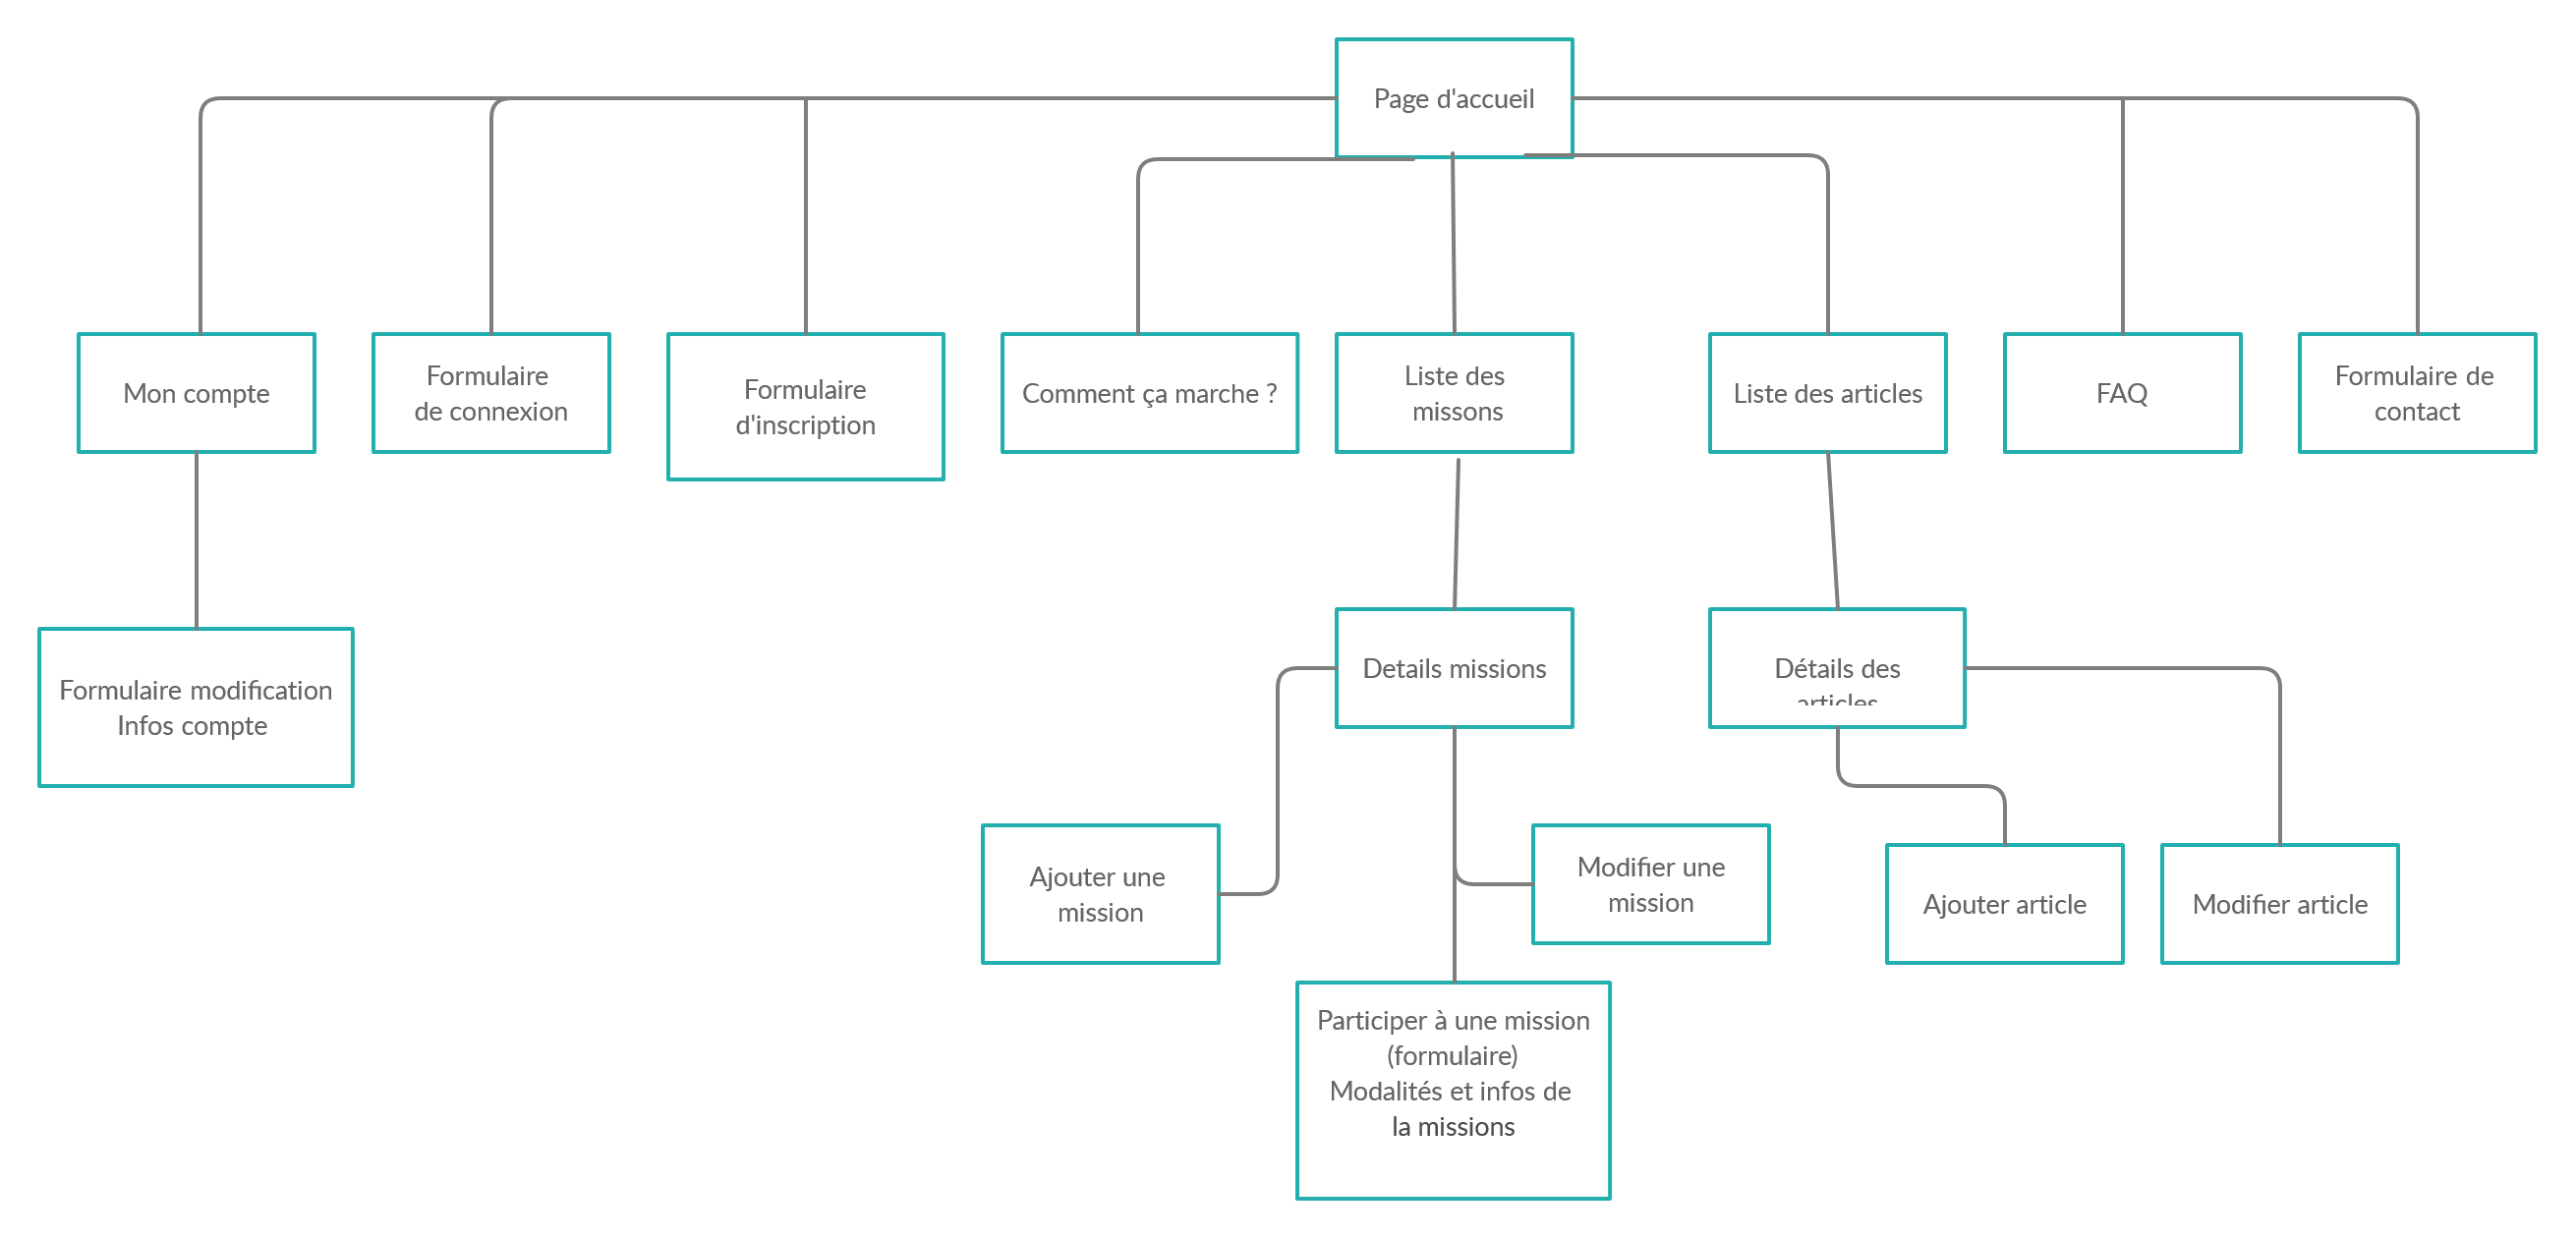 Page d'accueil
Mon compte
Formulaire
de connexion
Formulaire
d'inscription
Comment ça marche ?
Liste des
missons
Liste des articles
FAQ
Formulaire de
contact
Formulaire modification
Infos compte
Details missions
Détails des
articles
Ajouter une
mission
Modifier une
mission
Ajouter article
Modifier article
Participer à une mission
(formulaire)
Modalités et infos de
la missions